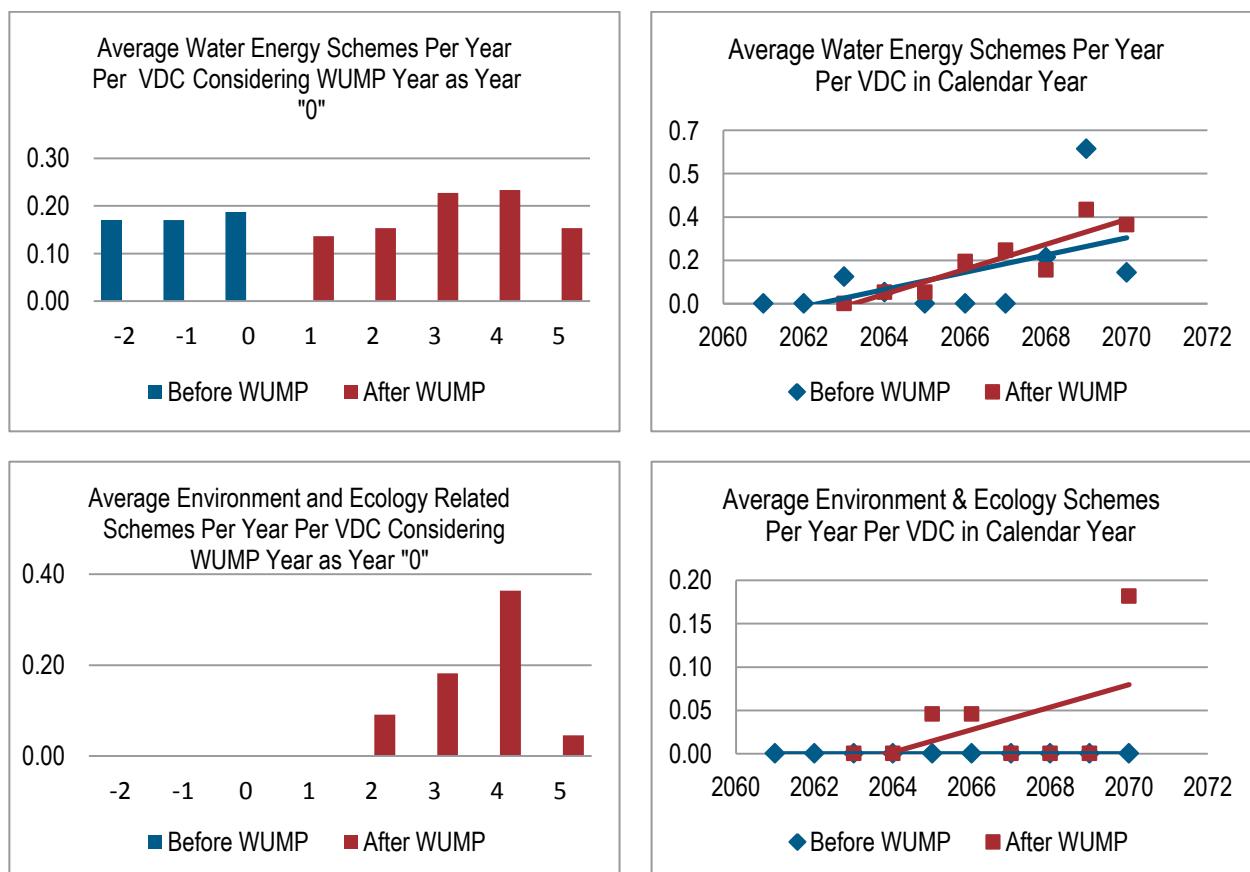 Average Water Energy Schemes Per Year
Per VDC Considering WUMP Year as Year
"0"
0.30
0.20
0.10
0.00
-2 -1 0 1 2 3 4 5
Before WUMP After WUMP
Average Water Energy Schemes Per Year
Per VDC in Calendar Year
0.7
0.5
0.4
0.2
0.0
2060 2062 2064 2066 2068 2070 2072
Before WUMP After WUMP
Average Environment and Ecology Related
Schemes Per Year Per VDC Considering
WUMP Year as Year "0"
0.40
0.20
0.00
-2 -1 0 1 2 3 4 5
Before WUMP After WUMP
Average Environment & Ecology Schemes
Per Year Per VDC in Calendar Year
0.20
0.15
0.10
0.05
0.00
2060 2062 2064 2066 2068 2070 2072
Before WUMP After WUMP